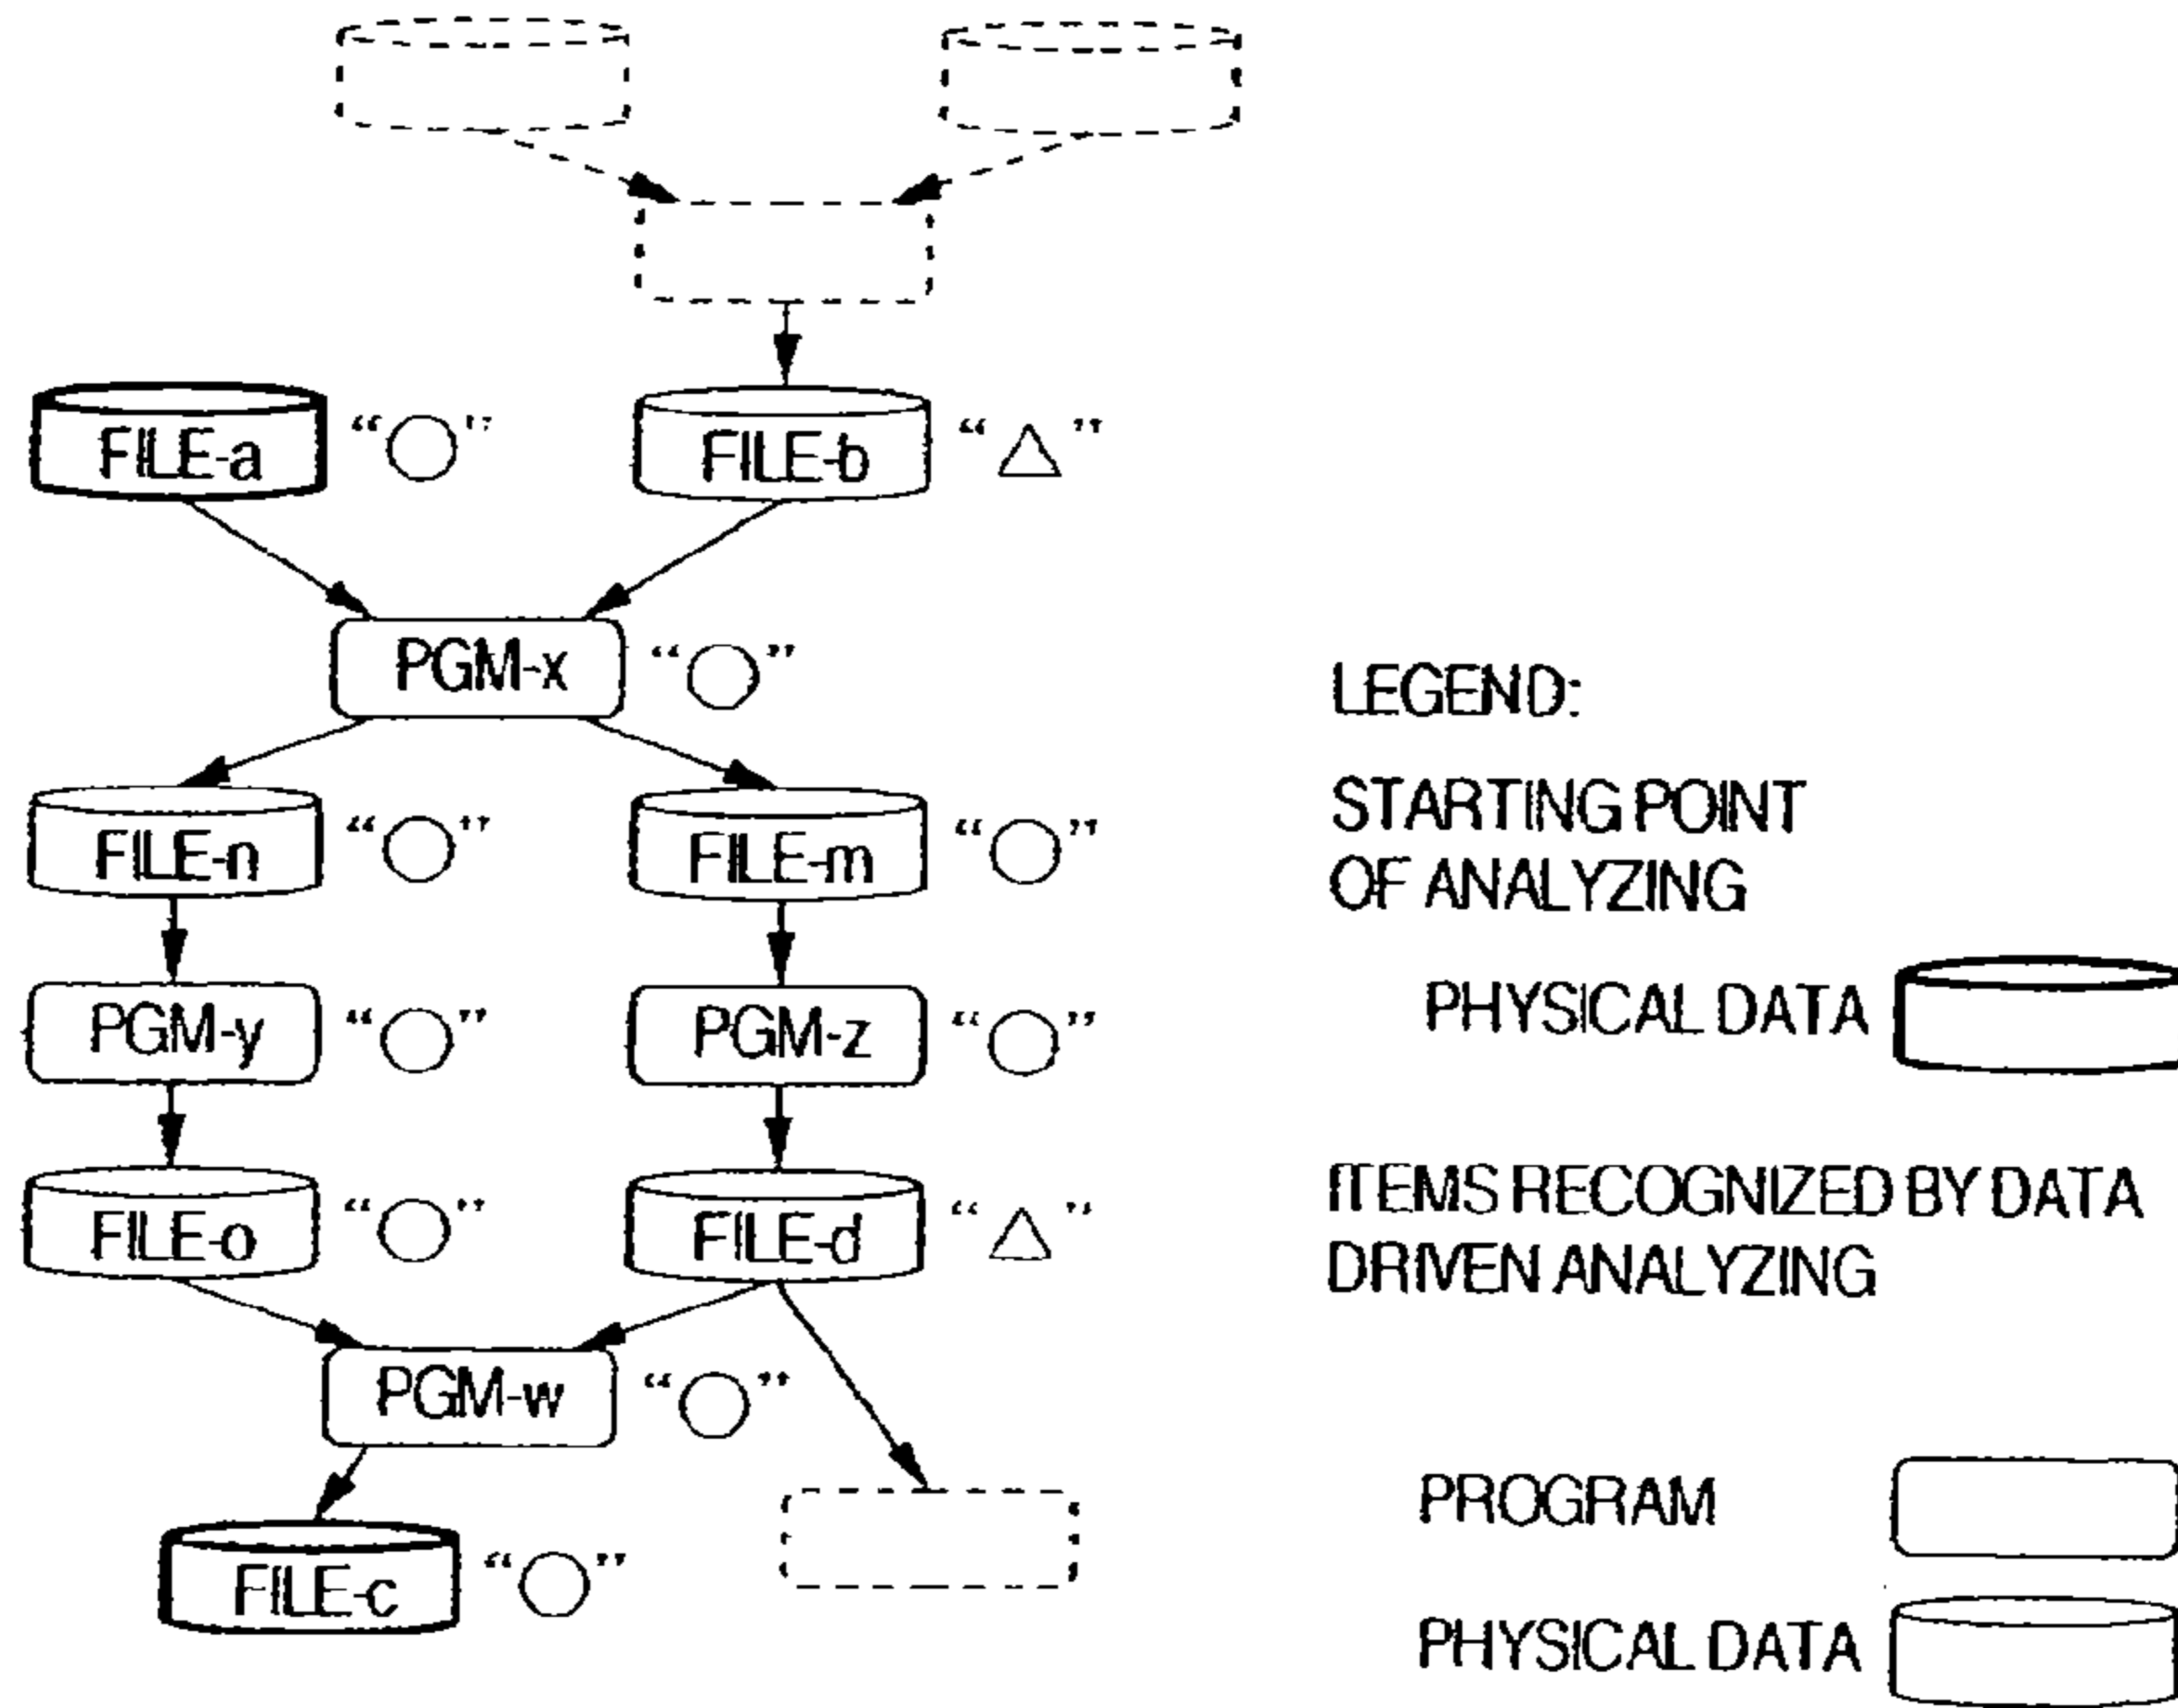 FILE-a “○” FILE-b “△”
PGM-x “○”
FILE-n “○” FILE-m “○”
PGM-y “○” PGM-z “○”
FILE-o “○” FILE-d “△”
PGM-w “○”
FILE-c “○”
LEGEND:
STARTING POINT
OF ANALYZING
PHYSICAL DATA
ITEMS RECOGNIZED BY DATA
DRIVEN ANALYZING
PROGRAM
PHYSICAL DATA